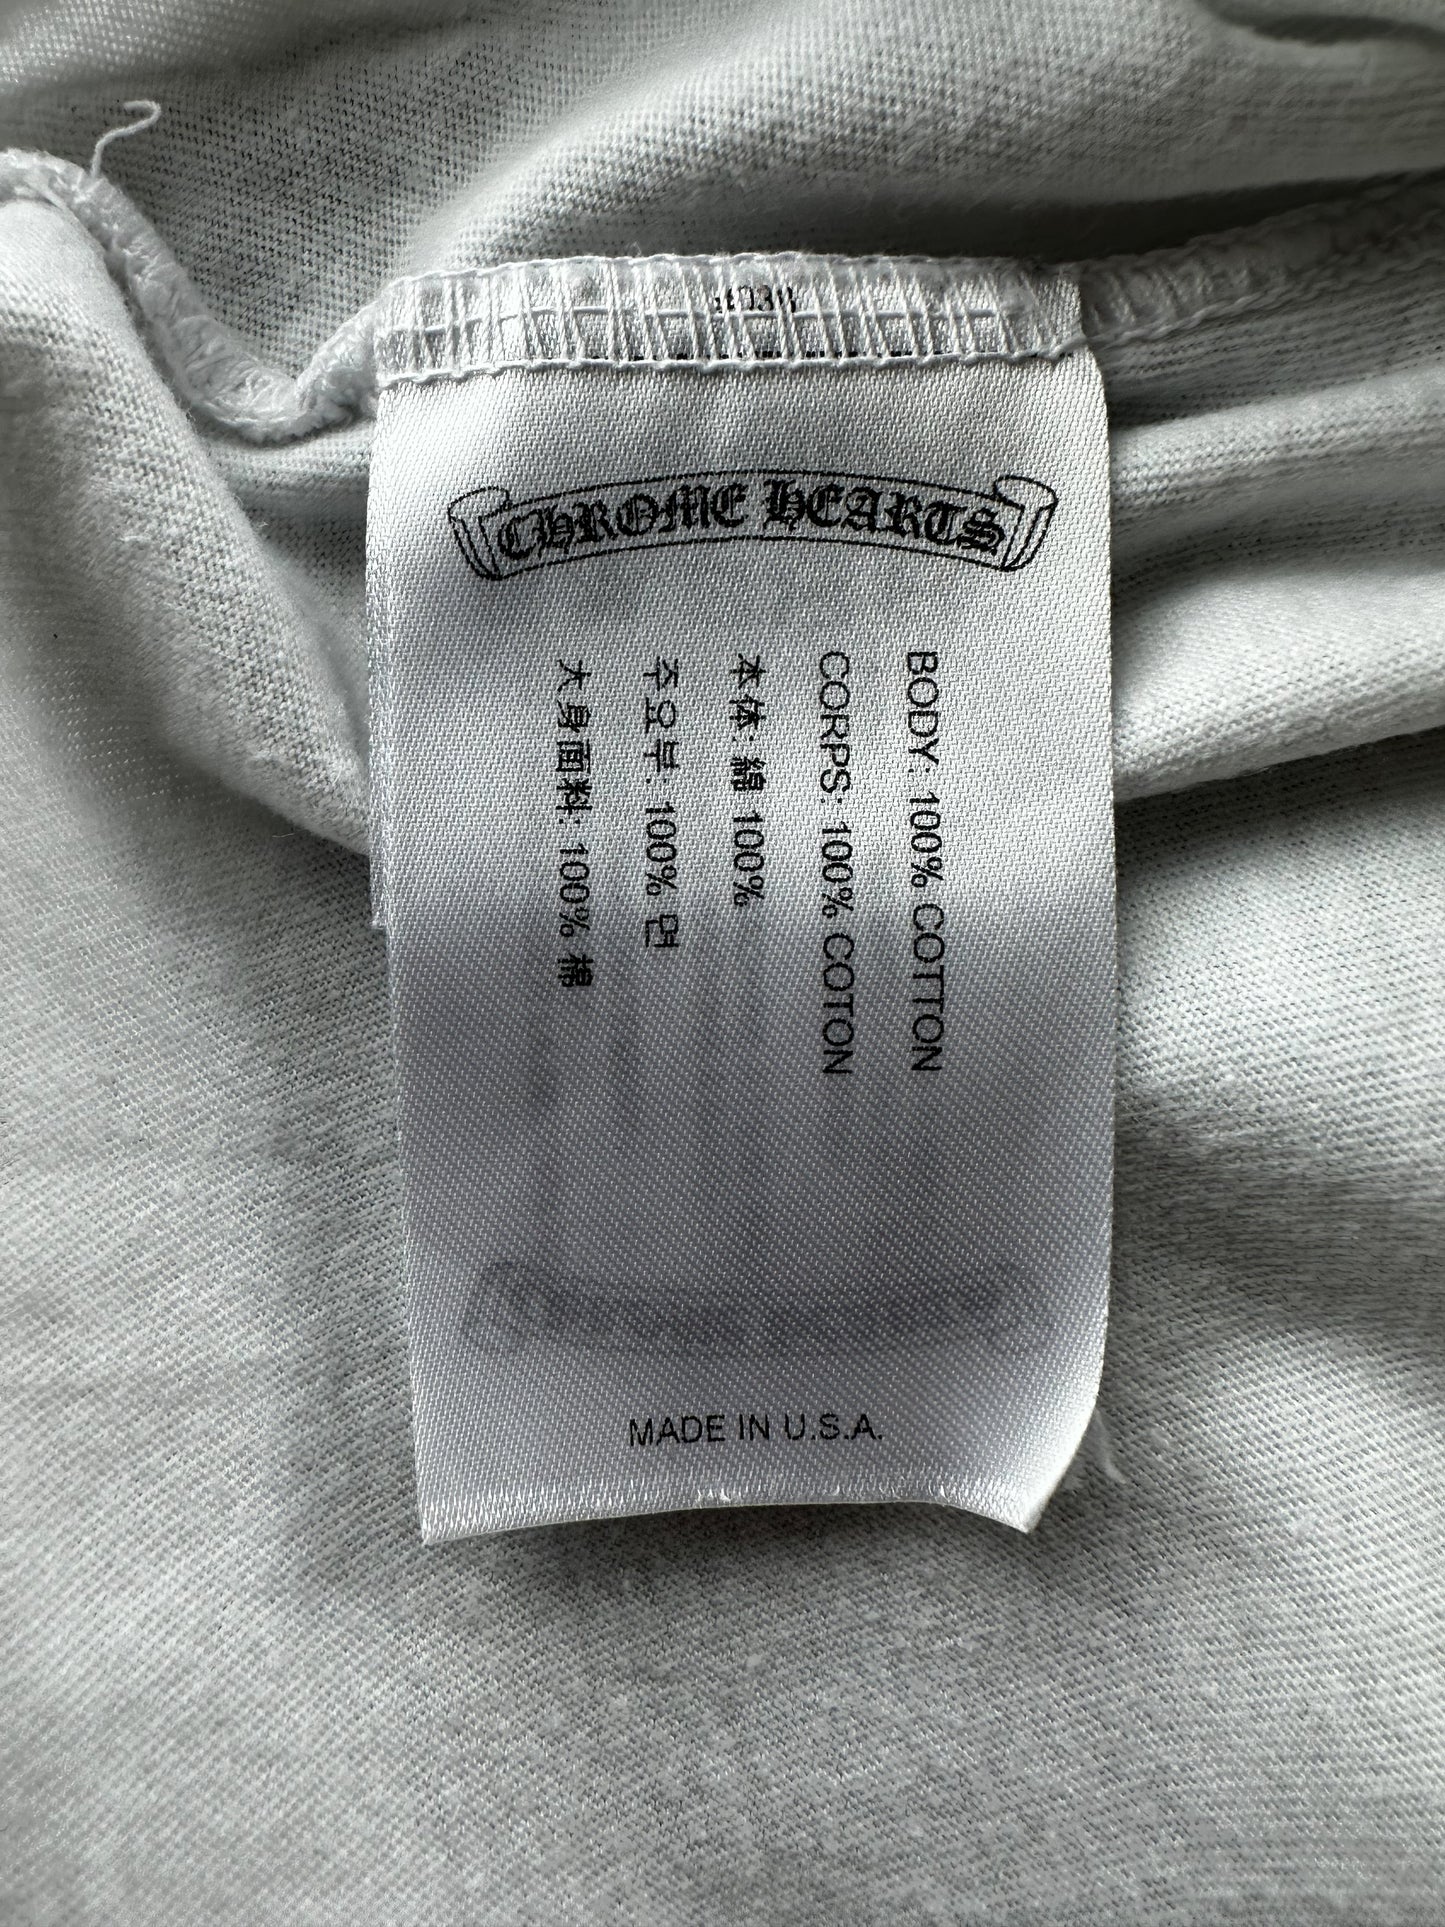 CHROME HEARTS
BODY: 100% COTTON
CORPS: 100% COTON
本体: 綿 100%
주요부: 100% 면
大身面料: 100% 棉
MADE IN U.S.A.